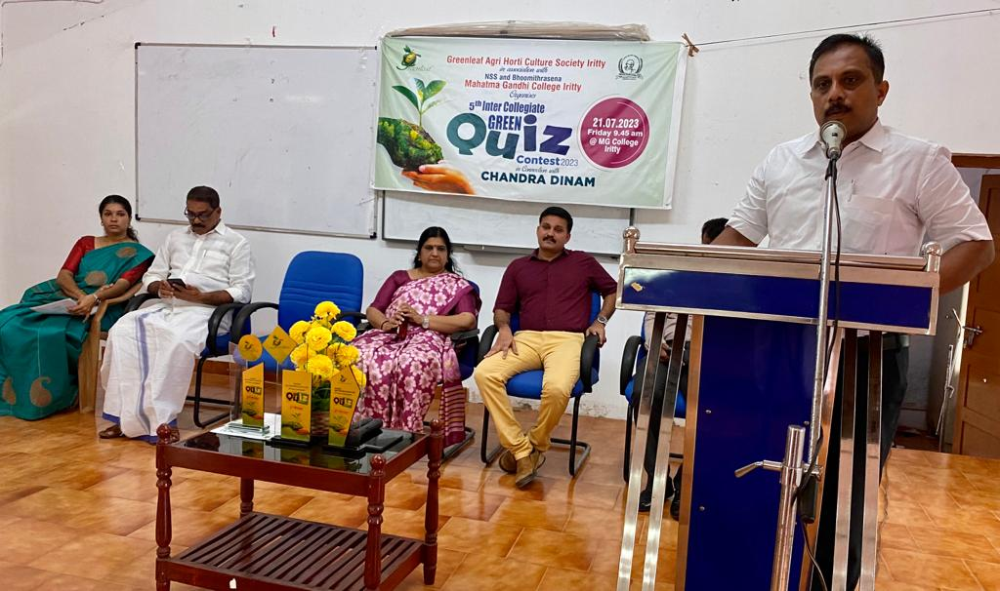 Greenleaf Agri Horti Culture Society Iritty
in association with
NSS and Bhoomithrasena
Mahatma Gandhi College Iritty
Organises
5th Inter Collegiate
GREEN
Quiz
Contest 2023
in Connection with
CHANDRA DINAM
21.07.2023
Friday 9.45 am
@ MG College
Iritty